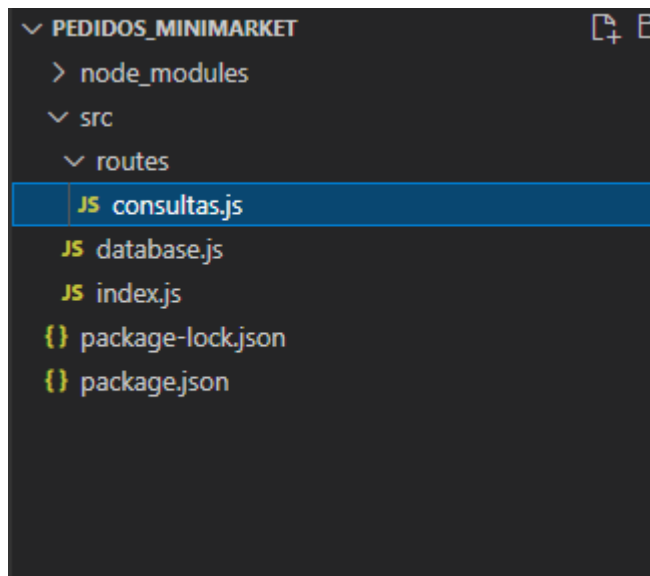 PEDIDOS_MINIMARKET
node_modules
src
routes
JS consultas.js
JS database.js
JS index.js
{} package-lock.json
{} package.json